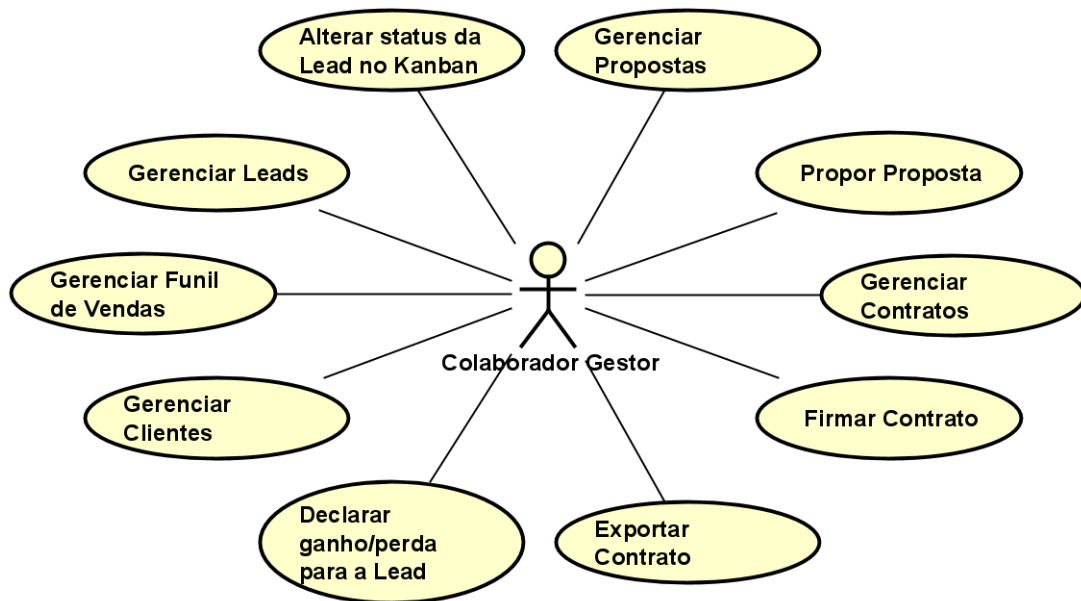 Alterar status da
Lead no Kanban
Gerenciar
Propostas
Gerenciar Leads
Propor Proposta
Gerenciar Funil
de Vendas
Gerenciar
Contratos
Colaborador Gestor
Gerenciar
Clientes
Firmar Contrato
Declarar
ganho/perda
para a Lead
Exportar
Contrato